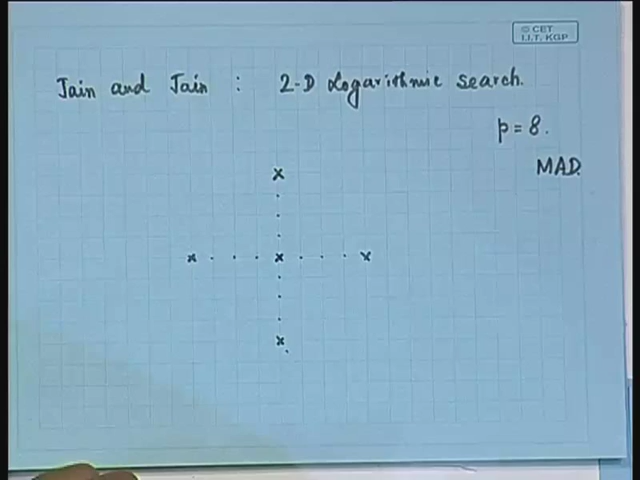 © CET
I.I.T. KGP
Jain and Jain : 2-D Logarithmic search.
p = 8.
MAD.